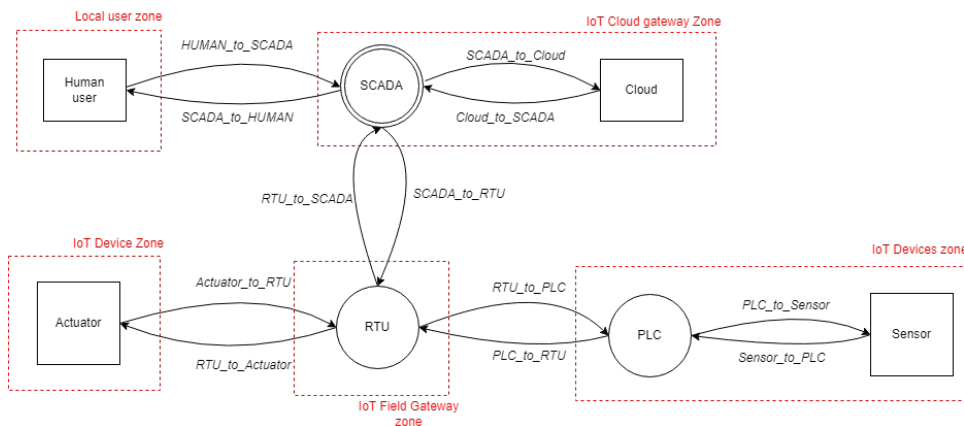 Local user zone
IoT Cloud gateway Zone
HUMAN_to_SCADA
SCADA_to_Cloud
Human
user
SCADA
Cloud
SCADA_to_HUMAN
Cloud_to_SCADA
RTU_to_SCADA
SCADA_to_RTU
IoT Device Zone
IoT Devices zone
Actuator_to_RTU
RTU_to_PLC
PLC_to_Sensor
Actuator
RTU
PLC
Sensor
RTU_to_Actuator
PLC_to_RTU
Sensor_to_PLC
IoT Field Gateway
zone